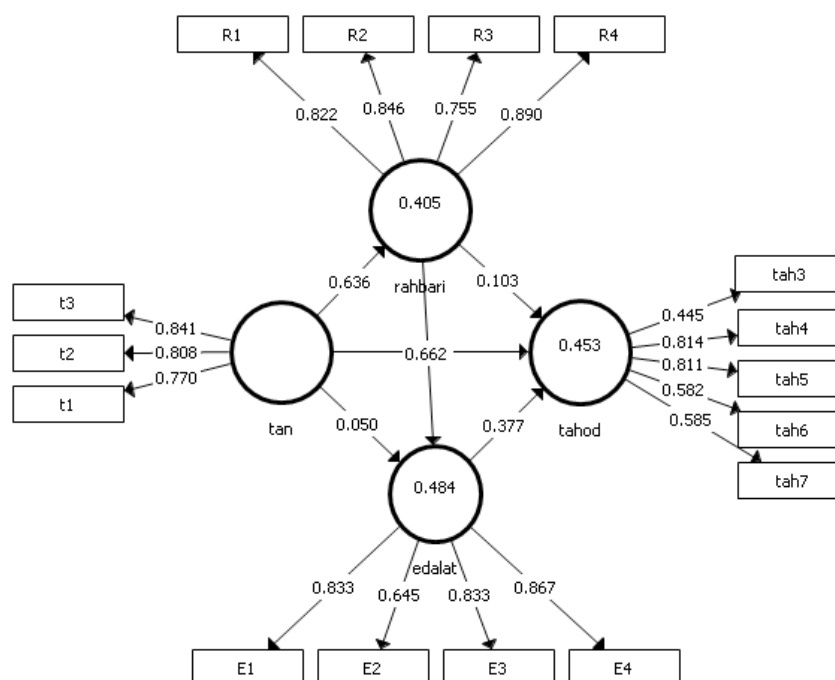 R1 R2 R3 R4
0.822 0.846 0.755 0.890
0.405
rahbari
0.636 0.103
t3
t2
t1
0.841
0.808
0.770
tan
0.662
0.050 0.377
0.453
tahod
tah3
tah4
tah5
tah6
tah7
0.445
0.814
0.811
0.582
0.585
0.484
edalat
0.833 0.645 0.833 0.867
E1 E2 E3 E4